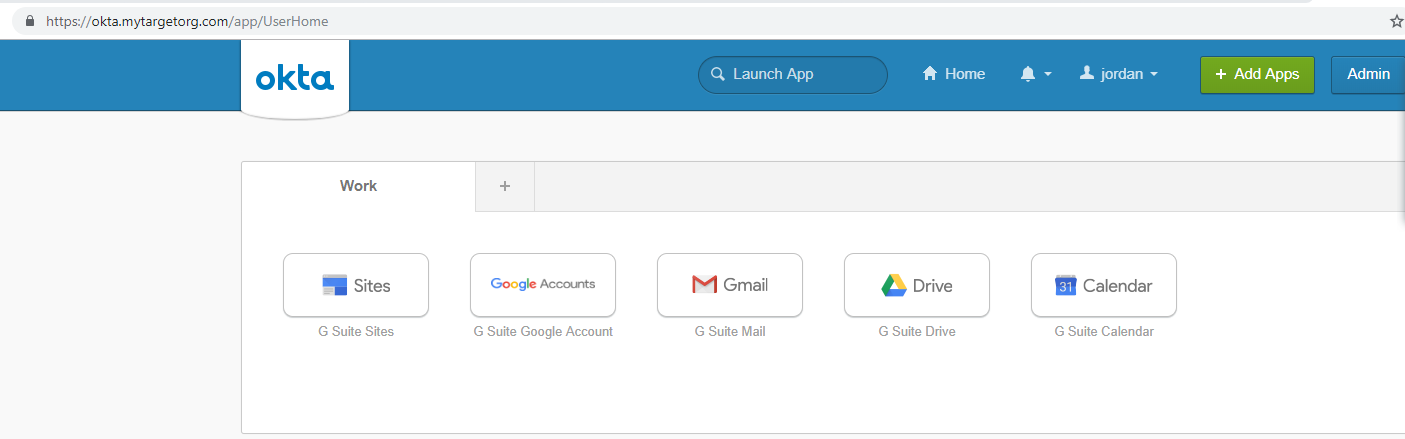 https://okta.mytargetorg.com/app/UserHome
okta Launch App Home jordan + Add Apps Admin
Work +
Sites Google Accounts Gmail Drive 31 Calendar
G Suite Sites G Suite Google Account G Suite Mail G Suite Drive G Suite Calendar